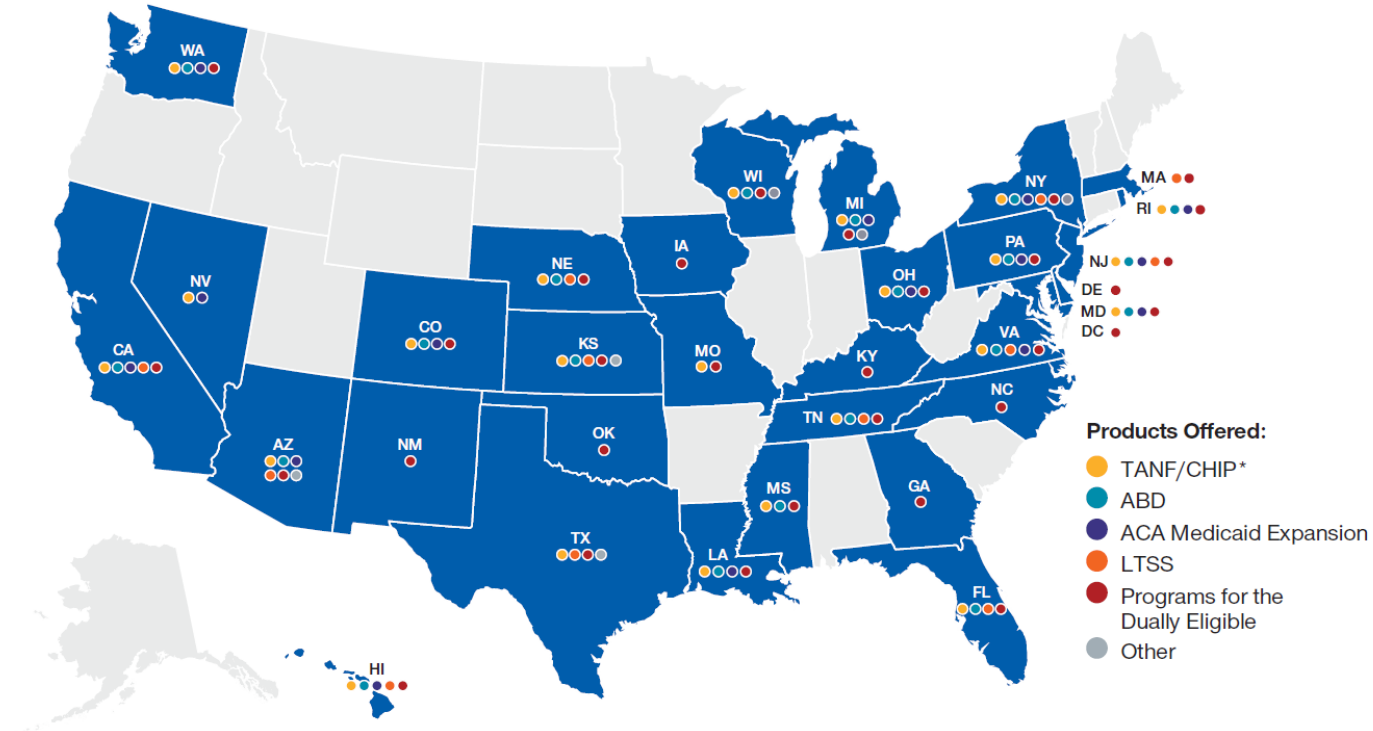 WA
WI
MI
NY
MA
RI
IA
PA
NE
OH
NJ
NV
DE
MD
CO
VA
DC
KS
CA
MO
KY
NC
TN
OK
AZ
NM
MS
GA
TX
LA
FL
HI
Products Offered:
TANF/CHIP*
ABD
ACA Medicaid Expansion
LTSS
Programs for the
Dually Eligible
Other